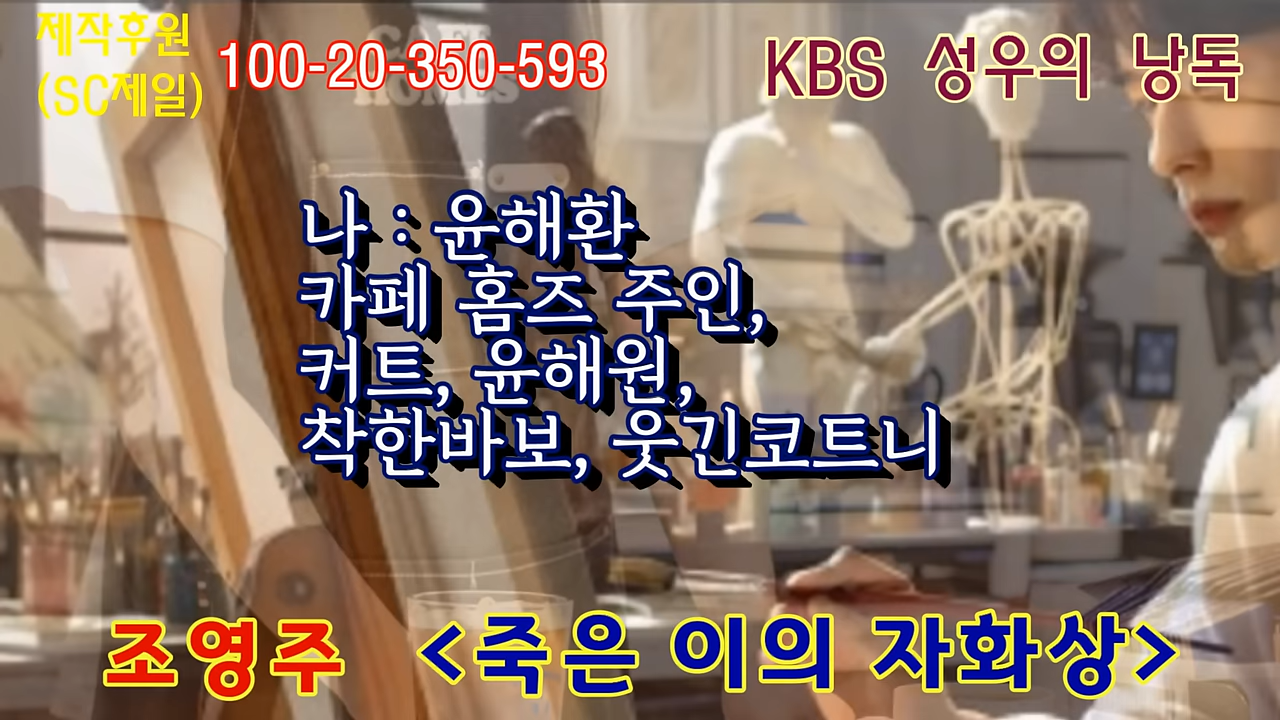 제작후원
(SC제일)
100-20-350-593
KBS 성우의 낭독
CAFE
HOMES
나 : 윤해환
카페 홈즈 주인,
커트, 윤해원,
착한바보, 웃긴코트니
조영주 <죽은 이의 자화상>